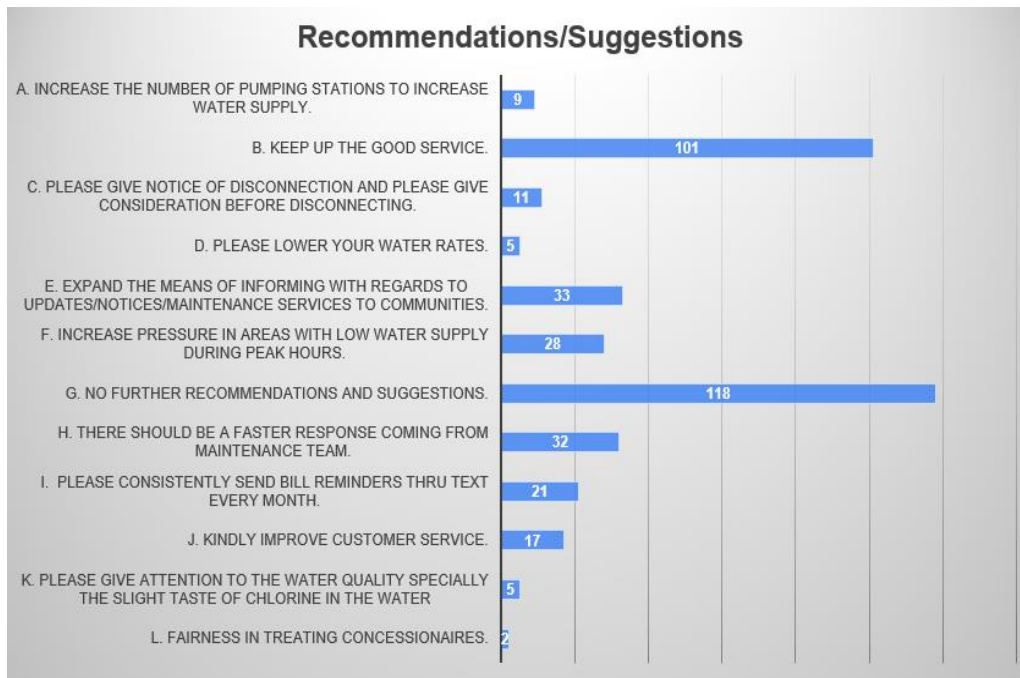 Recommendations/Suggestions
A. INCREASE THE NUMBER OF PUMPING STATIONS TO INCREASE
WATER SUPPLY.
9
B. KEEP UP THE GOOD SERVICE.
101
C. PLEASE GIVE NOTICE OF DISCONNECTION AND PLEASE GIVE
CONSIDERATION BEFORE DISCONNECTING.
11
D. PLEASE LOWER YOUR WATER RATES.
5
E. EXPAND THE MEANS OF INFORMING WITH REGARDS TO
UPDATES/NOTICES/MAINTENANCE SERVICES TO COMMUNITIES.
33
F. INCREASE PRESSURE IN AREAS WITH LOW WATER SUPPLY
DURING PEAK HOURS.
28
G. NO FURTHER RECOMMENDATIONS AND SUGGESTIONS.
118
H. THERE SHOULD BE A FASTER RESPONSE COMING FROM
MAINTENANCE TEAM.
32
I. PLEASE CONSISTENTLY SEND BILL REMINDERS THRU TEXT
EVERY MONTH.
21
J. KINDLY IMPROVE CUSTOMER SERVICE.
17
K. PLEASE GIVE ATTENTION TO THE WATER QUALITY SPECIALLY
THE SLIGHT TASTE OF CHLORINE IN THE WATER
5
L. FAIRNESS IN TREATING CONCESSIONAIRES.
2